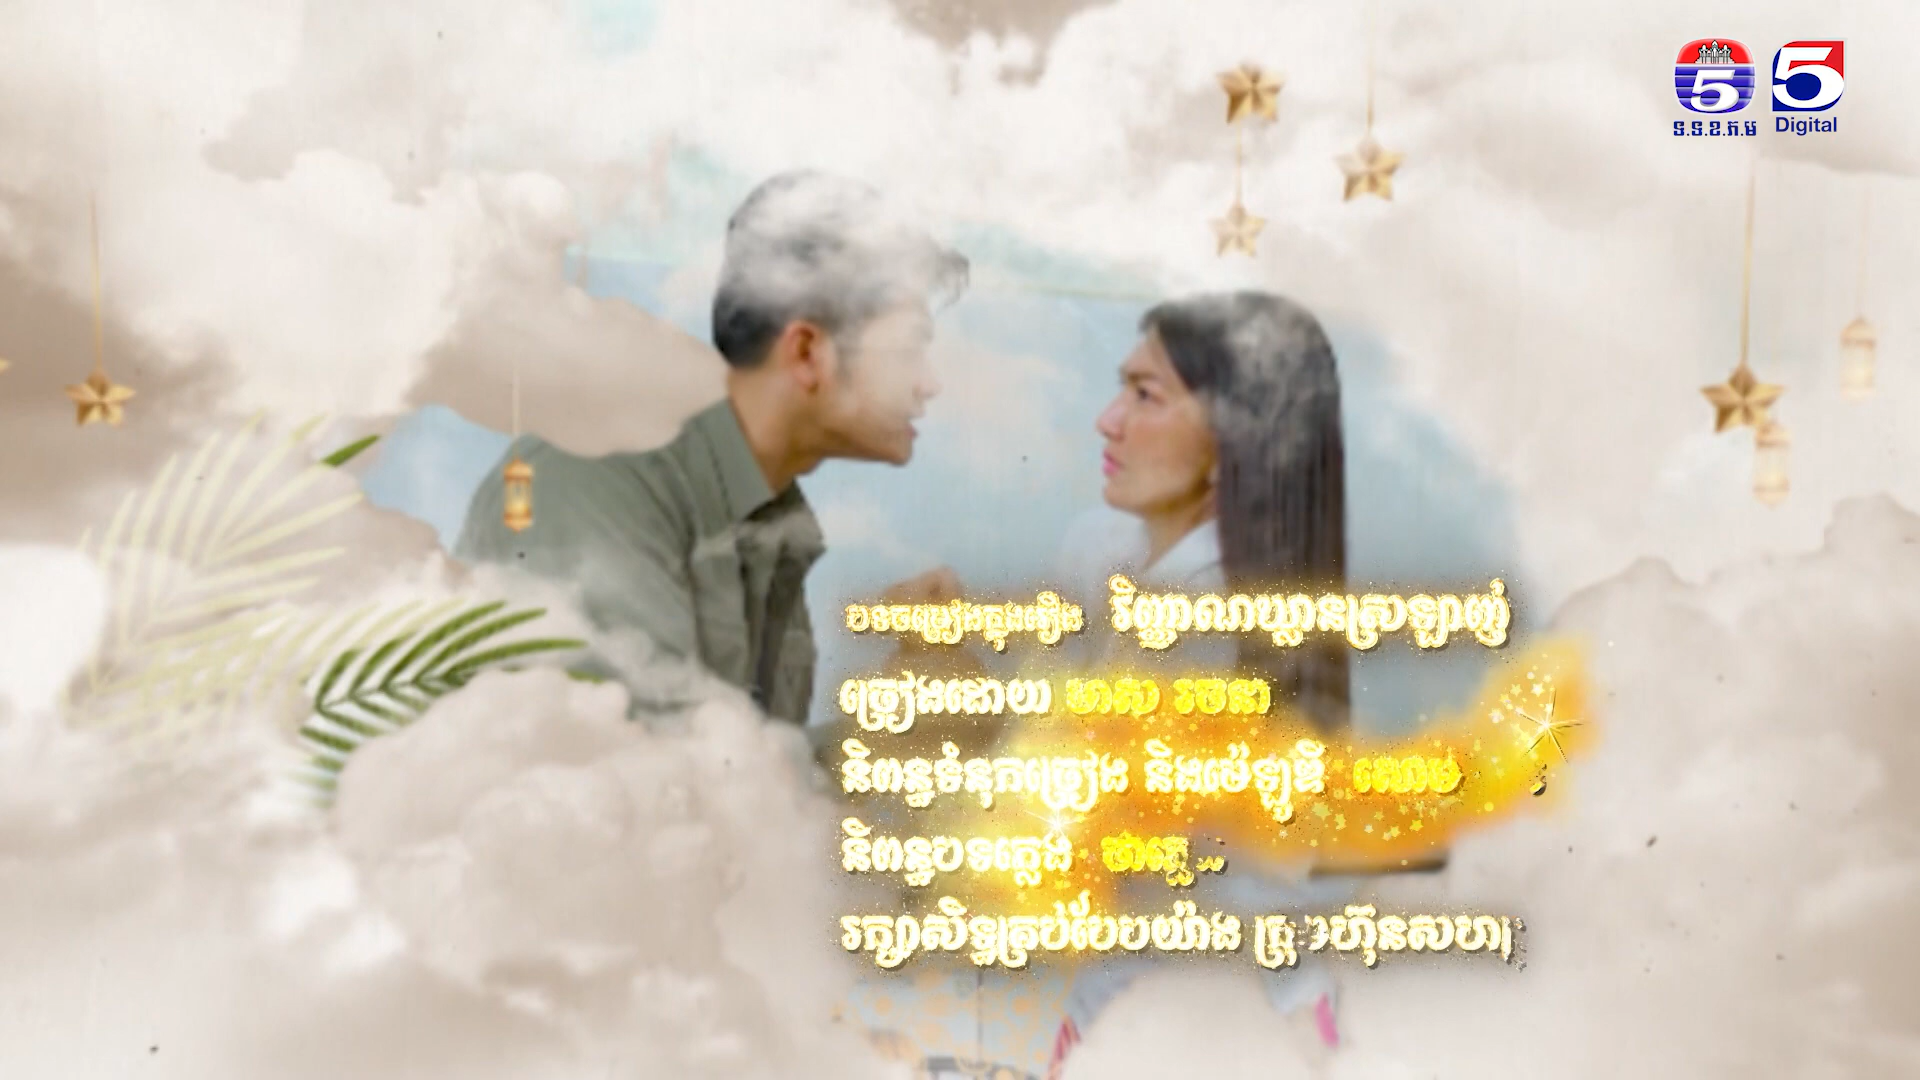 5 5
ទ.ទ.ខ.ភ.ម Digital
បទចម្រៀងក្នុងរឿង វិញ្ញាណឃ្លានស្រឡាញ់
ច្រៀងដោយ មាស រចនា
និពន្ធទំនុកច្រៀង និងម៉េឡូឌី
និពន្ធបទភ្លេង
រក្សាសិទ្ធគ្រប់បែបយ៉ាង